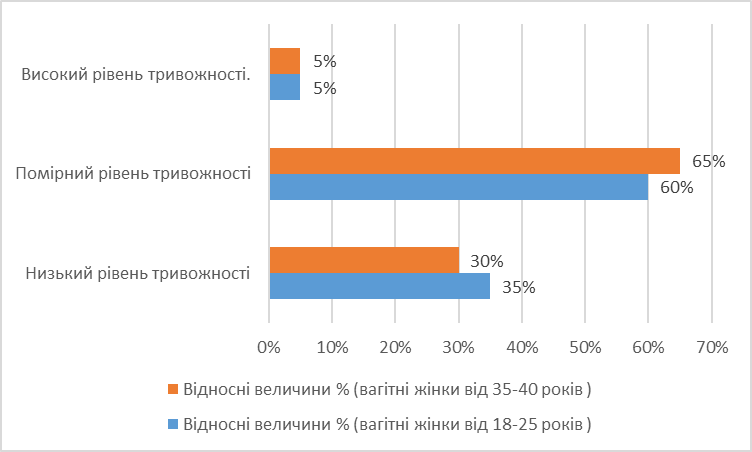 Високий рівень тривожності.
5%
5%
Помірний рівень тривожності
65%
60%
Низький рівень тривожності
30%
35%
0% 10% 20% 30% 40% 50% 60% 70%
Відносні величини % (вагітні жінки від 35-40 років )
Відносні величини % (вагітні жінки від 18-25 років )